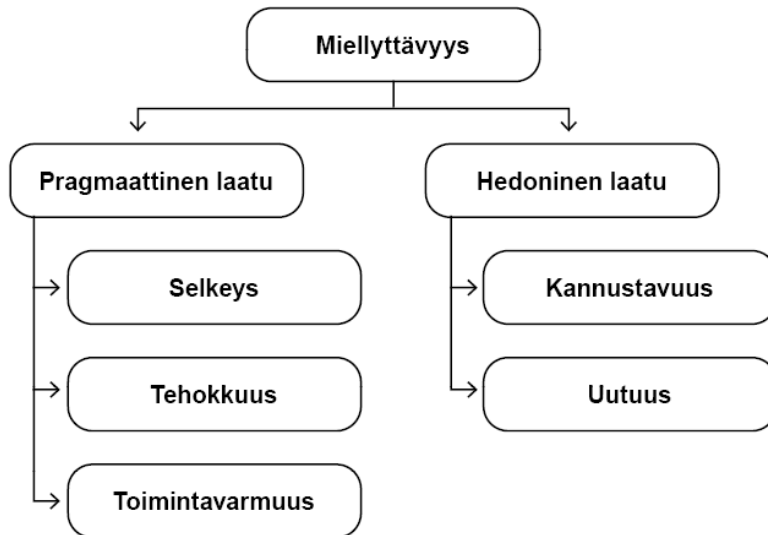 Miellyttävyys
Pragmaattinen laatu
Hedoninen laatu
Selkeys
Kannustavuus
Tehokkuus
Uutuus
Toimintavarmuus